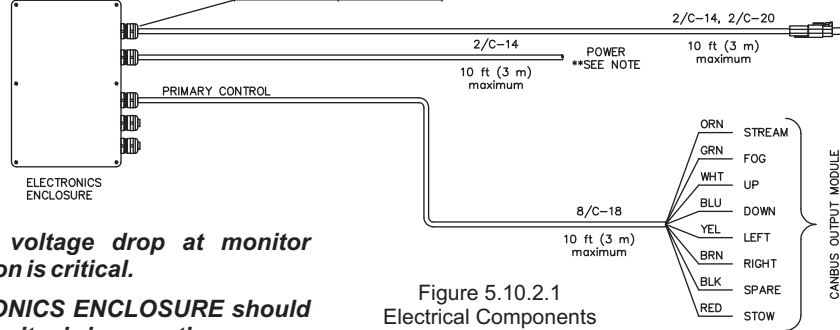 2/C-14, 2/C-20
10 ft (3 m)
maximum
2/C-14
10 ft (3 m)
maximum
POWER
**SEE NOTE
PRIMARY CONTROL
ELECTRONICS
ENCLOSURE
8/C-18
10 ft (3 m)
maximum
ORN STREAM
GRN FOG
WHT UP
BLU DOWN
YEL LEFT
BRN RIGHT
BLK SPARE
RED STOW
CANBUS OUTPUT MODULE
voltage drop at monitor
on is critical.
ONICS ENCLOSURE should
Figure 5.10.2.1
Electrical Components